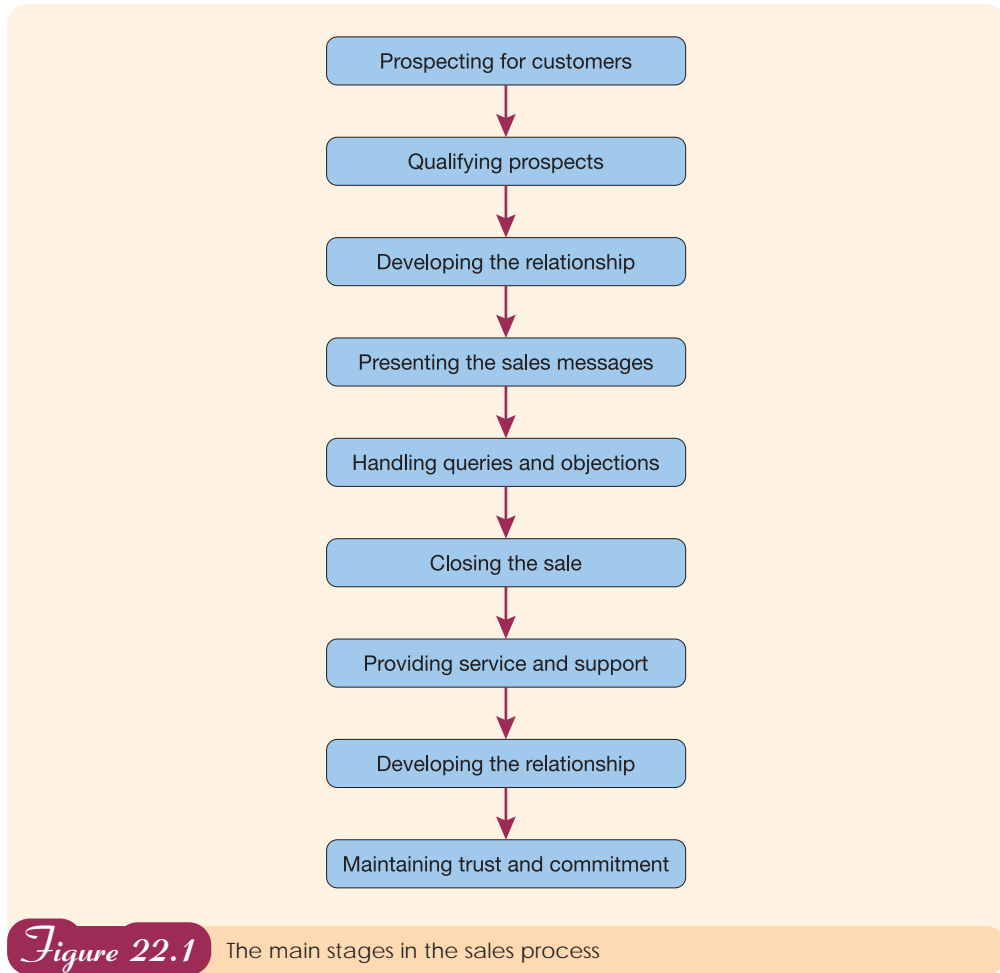 Prospecting for customers
Qualifying prospects
Developing the relationship
Presenting the sales messages
Handling queries and objections
Closing the sale
Providing service and support
Developing the relationship
Maintaining trust and commitment
Figure 22.1 The main stages in the sales process